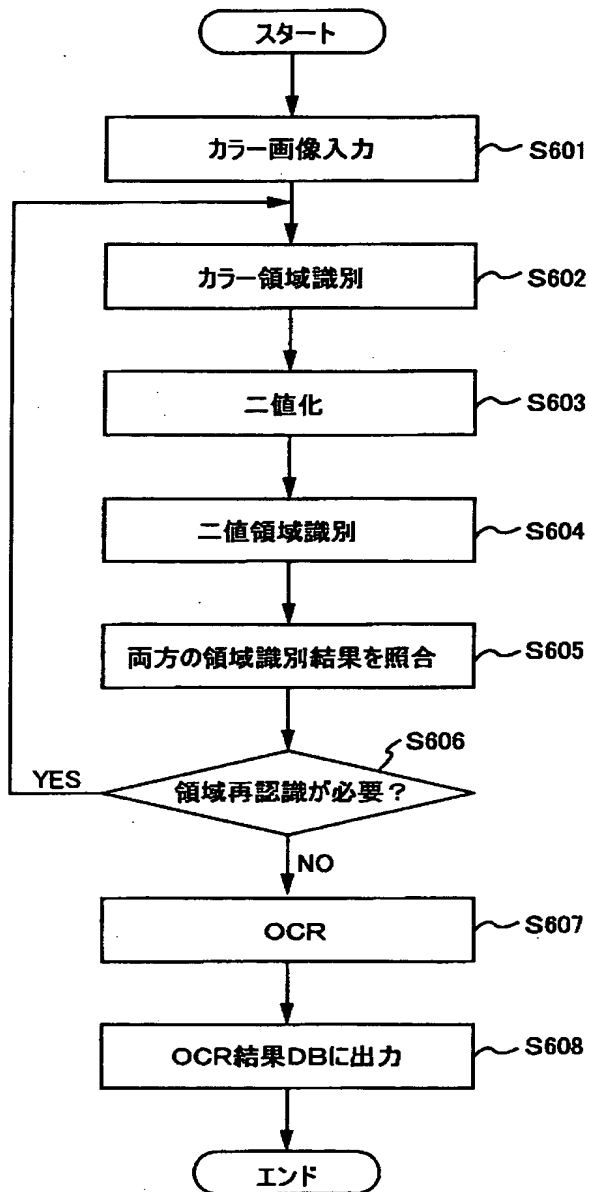 スタート
カラー画像入力
S601
カラー領域識別
S602
二値化
S603
二値領域識別
S604
両方の領域識別結果を照合
S605
S606
YES
領域再認識が必要？
NO
OCR
S607
OCR結果DBに出力
S608
エンド